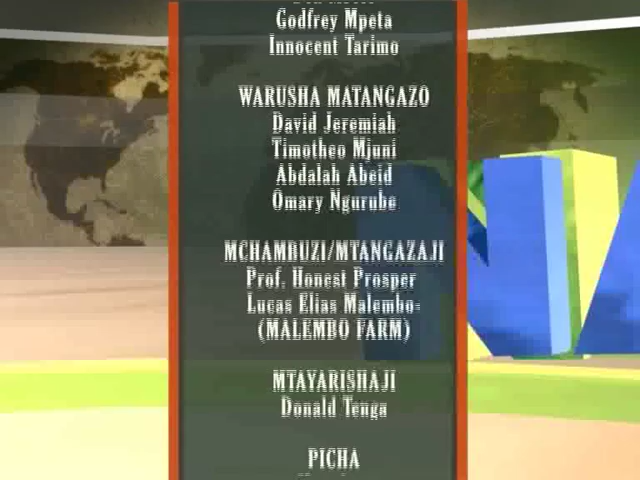 Godfrey Mpeta
Innocent Tarimo
WARUSHA MATANGAZO
David Jeremiah
Timotheo Mjuni
Abdalah Abeid
Omary Ngurube
MCHAMBUZI/MTANGAZAJI
Prof. Honest Prosper
Lucas Elias Malembo-
(MALEMBO FARM)
MTAYARISHAJI
Donald Tenga
PICHA